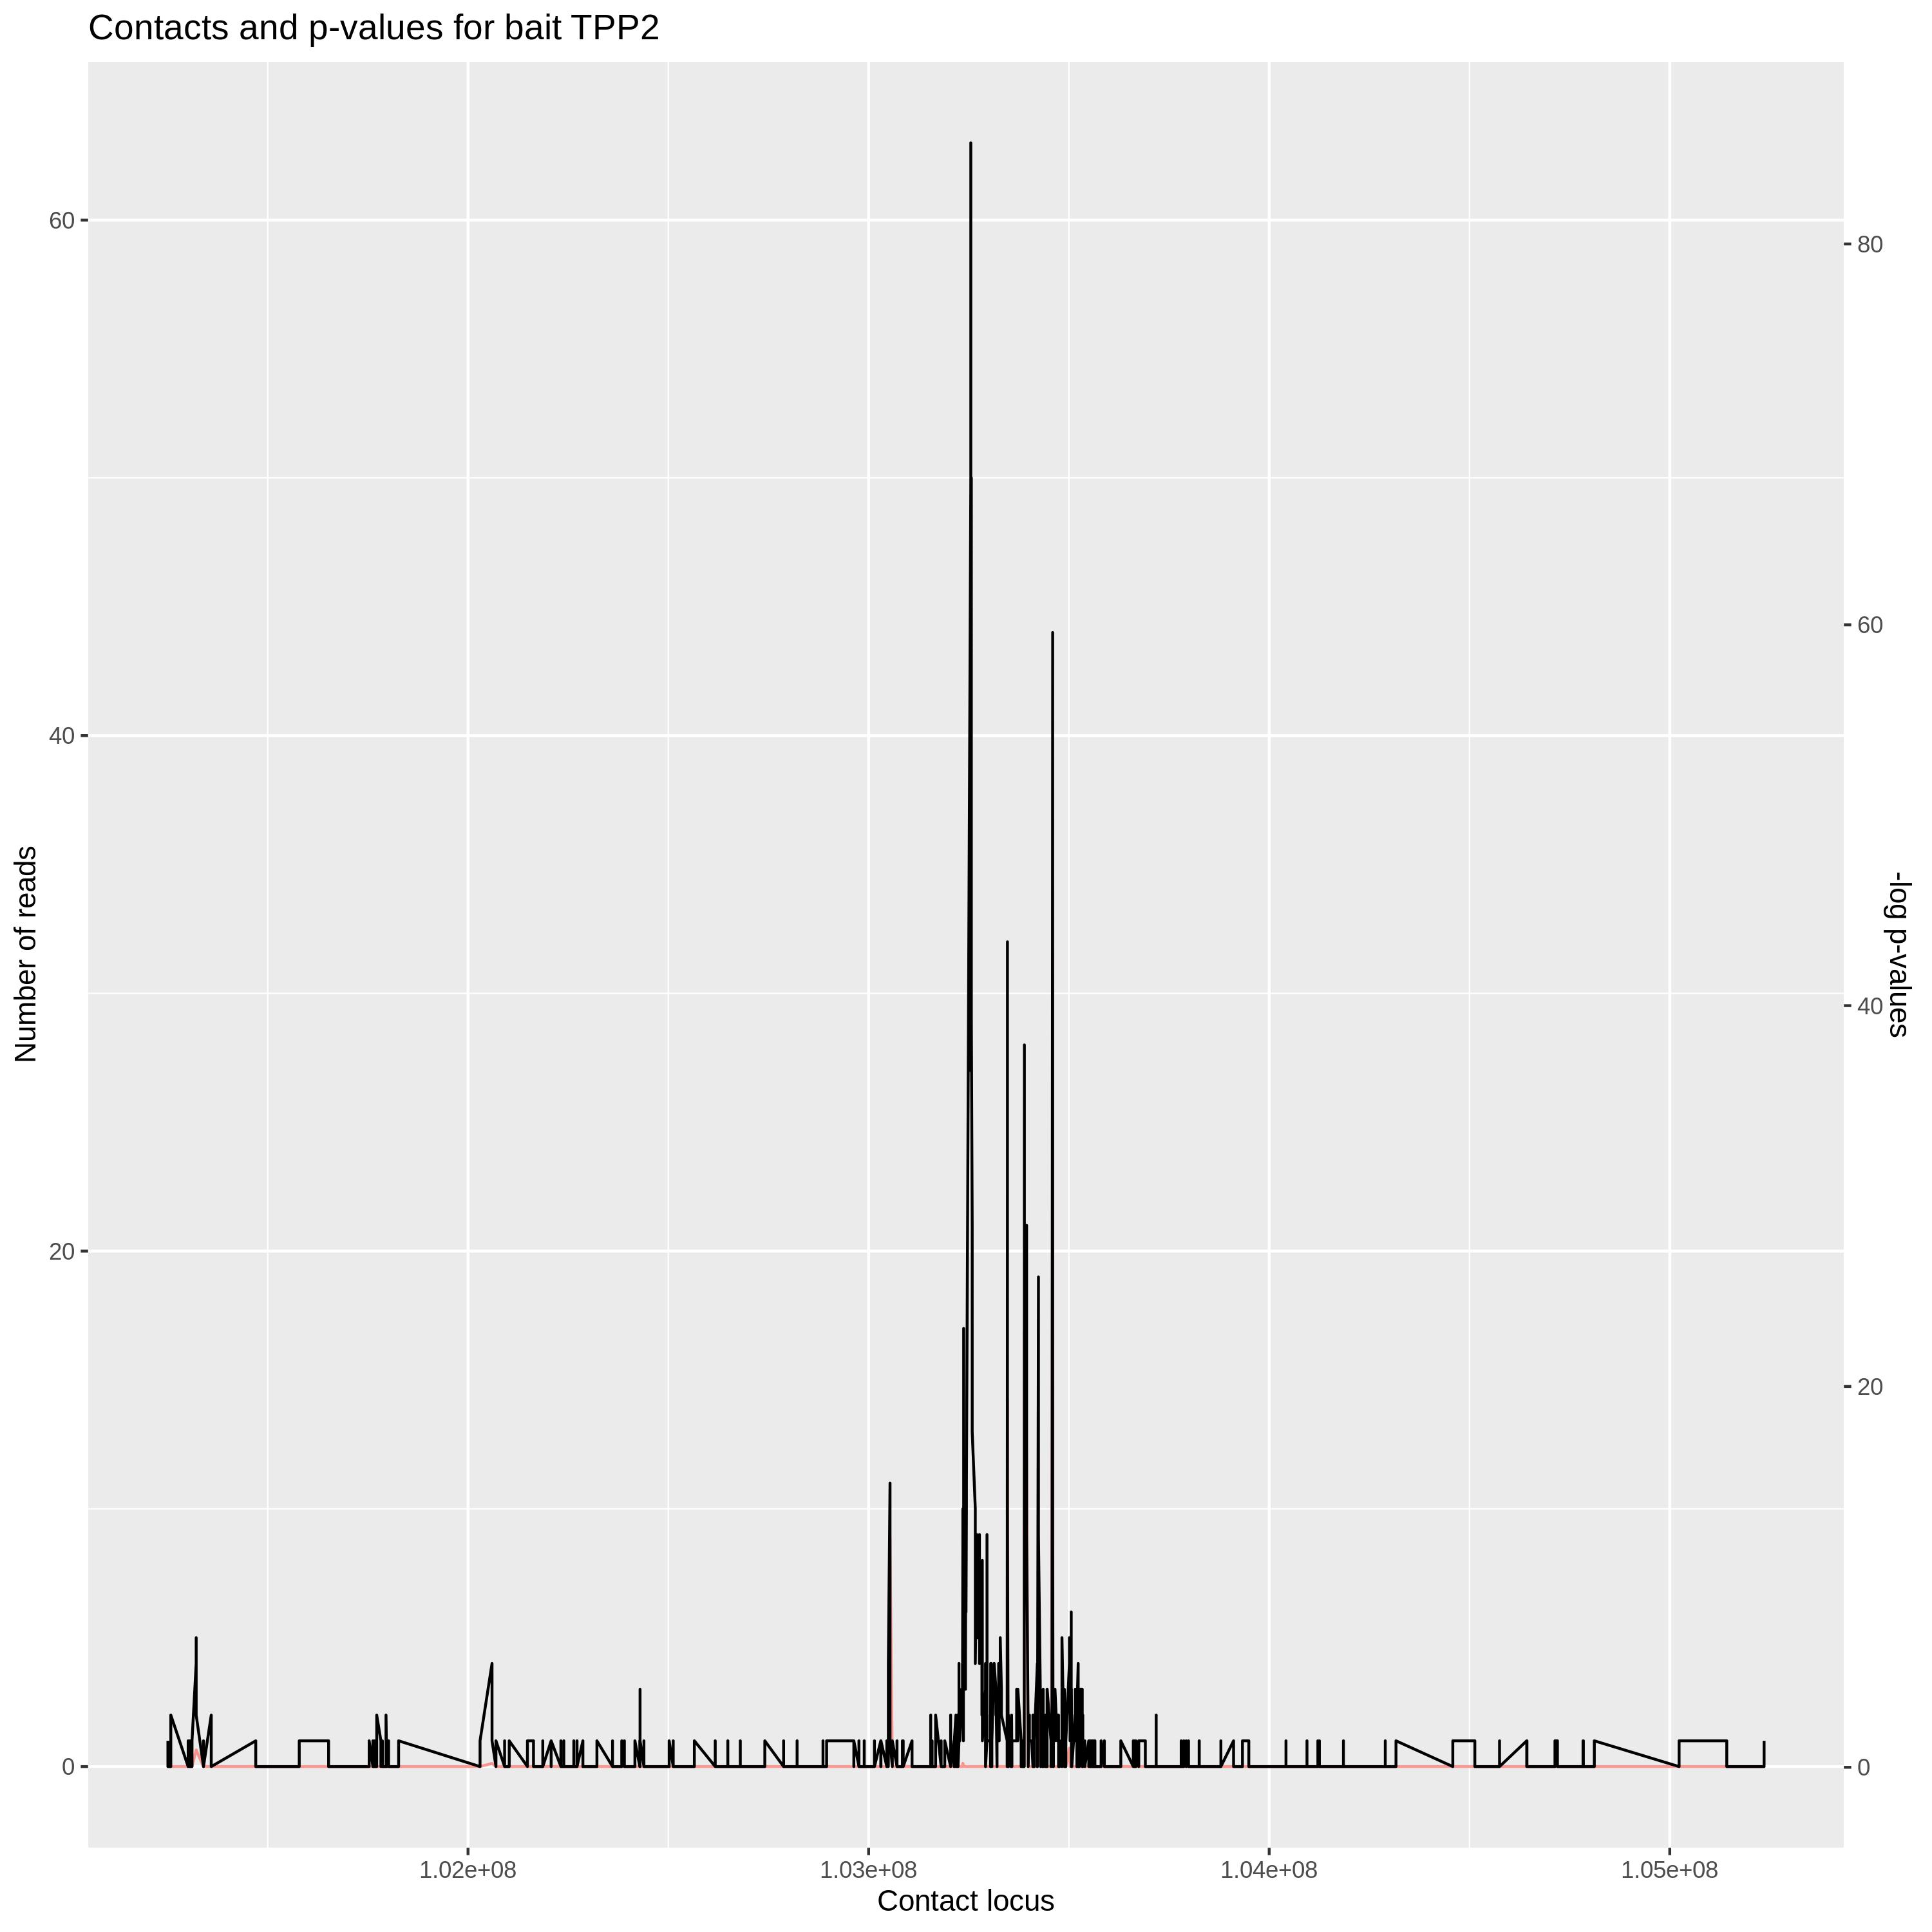 Contacts and p-values for bait TPP2
Number of reads
60
40
20
0
80
60
40
20
0
-log p-values
1.02e+08
1.03e+08
1.04e+08
1.05e+08
Contact locus